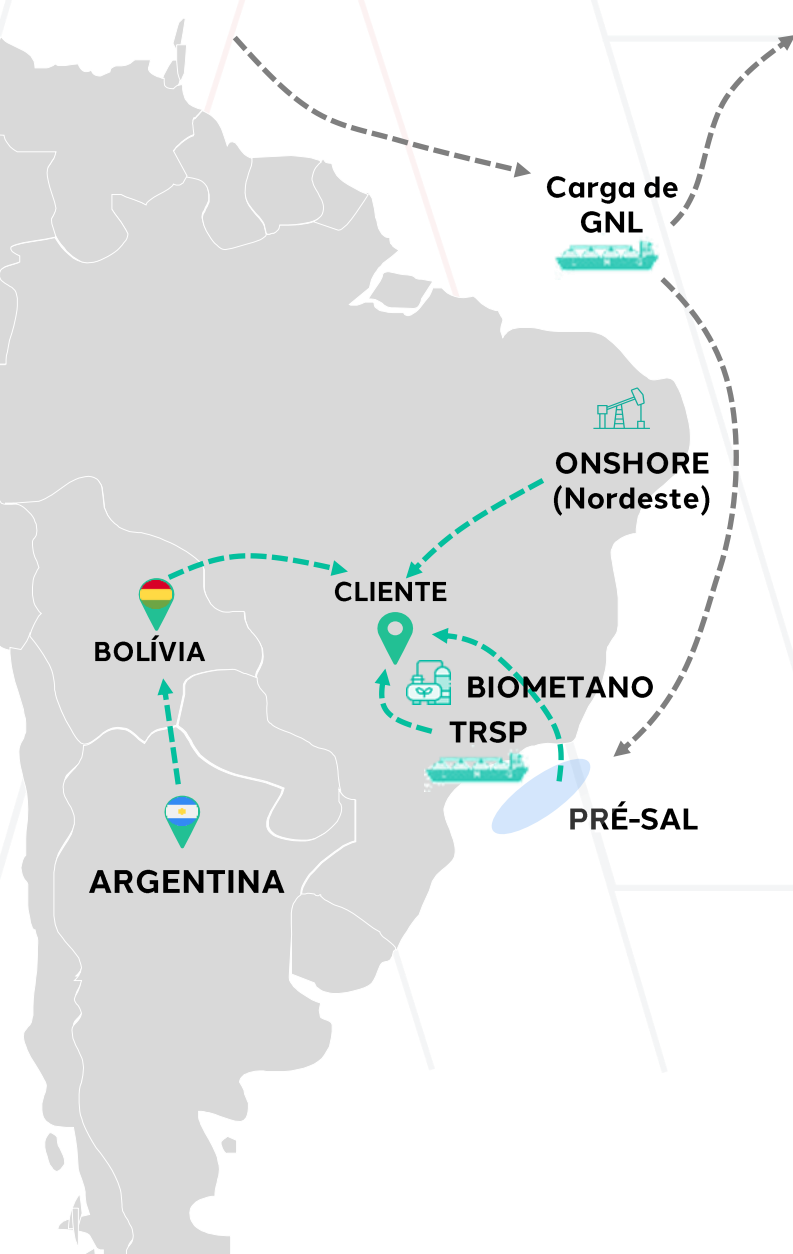 Carga de
GNL
ONSHORE
(Nordeste)
CLIENTE
BOLÍVIA
BIOMETANO
TRSP
PRÉ-SAL
ARGENTINA